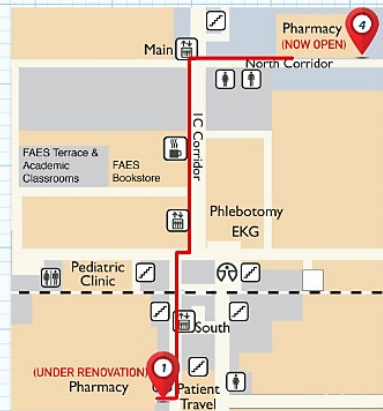 Pharmacy
(NOW OPEN)
4
Main
North Corridor
1C Corridor
FAES Terrace &
Academic
Classrooms
FAES
Bookstore
Phlebotomy
EKG
Pediatric
Clinic
South
(UNDER RENOVATION)
Pharmacy
1
Patient
Travel